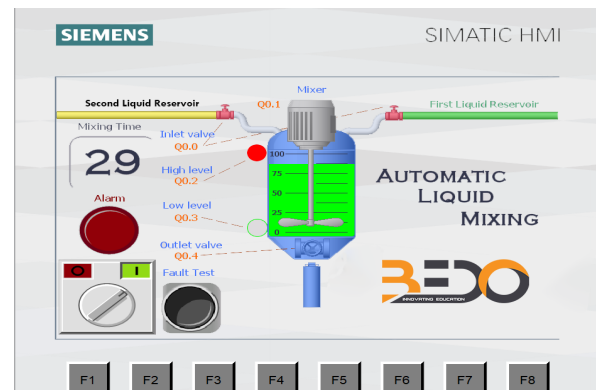 SIEMENS
SIMATIC HMI
Mixer
Second Liquid Reservoir
Q0.1
First Liquid Reservoir
Mixing Time
Inlet valve
Q0.0
29
High level
Q0.2
100
75
50
25
0
AUTOMATIC
LIQUID
MIXING
Alarm
Low level
Q0.3
Outlet valve
Q0.4
O
I
Fault Test
BEDO
INNOVATING EDUCATION
F1
F2
F3
F4
F5
F6
F7
F8